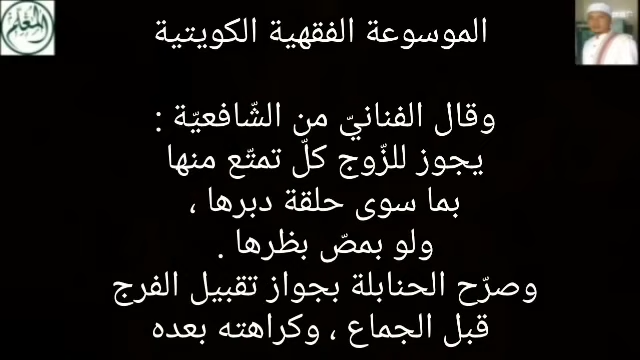 الموسوعة الفقهية الكويتية
وقال الفنانيّ من الشّافعيّة :
يجوز للزّوج كلّ تمتّع منها
بما سوى حلقة دبرها ،
ولو بمصّ بظرها .
وصرّح الحنابلة بجواز تقبيل الفرج
قبل الجماع ، وكراهته بعده